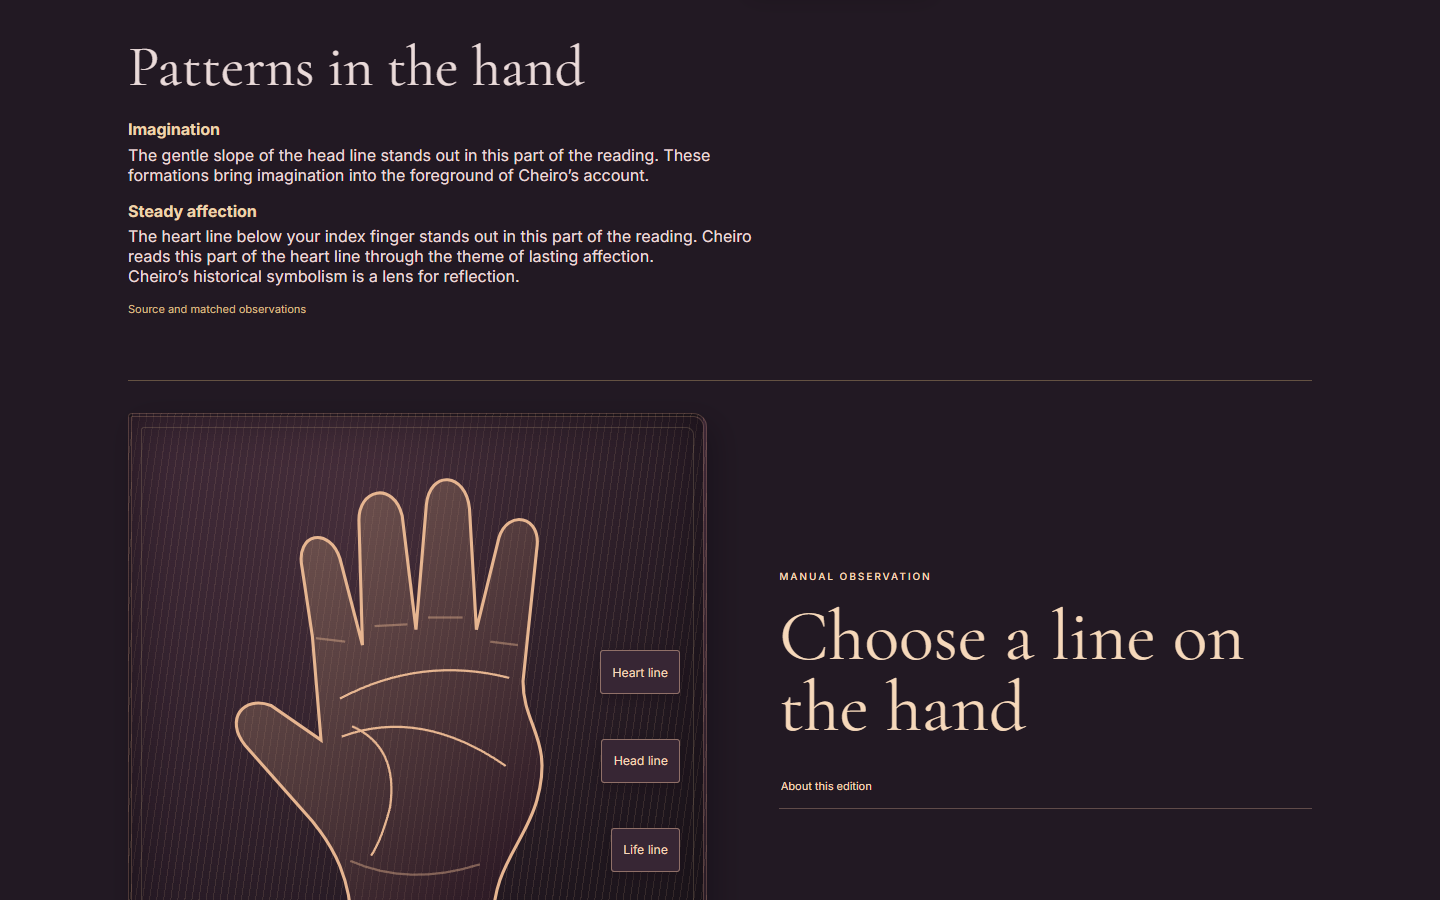 Patterns in the hand
Imagination
The gentle slope of the head line stands out in this part of the reading. These
formations bring imagination into the foreground of Cheiro’s account.
Steady affection
The heart line below your index finger stands out in this part of the reading. Cheiro
reads this part of the heart line through the theme of lasting affection.
Cheiro’s historical symbolism is a lens for reflection.
Source and matched observations
Heart line
Head line
Life line
MANUAL OBSERVATION
Choose a line on
the hand
About this edition